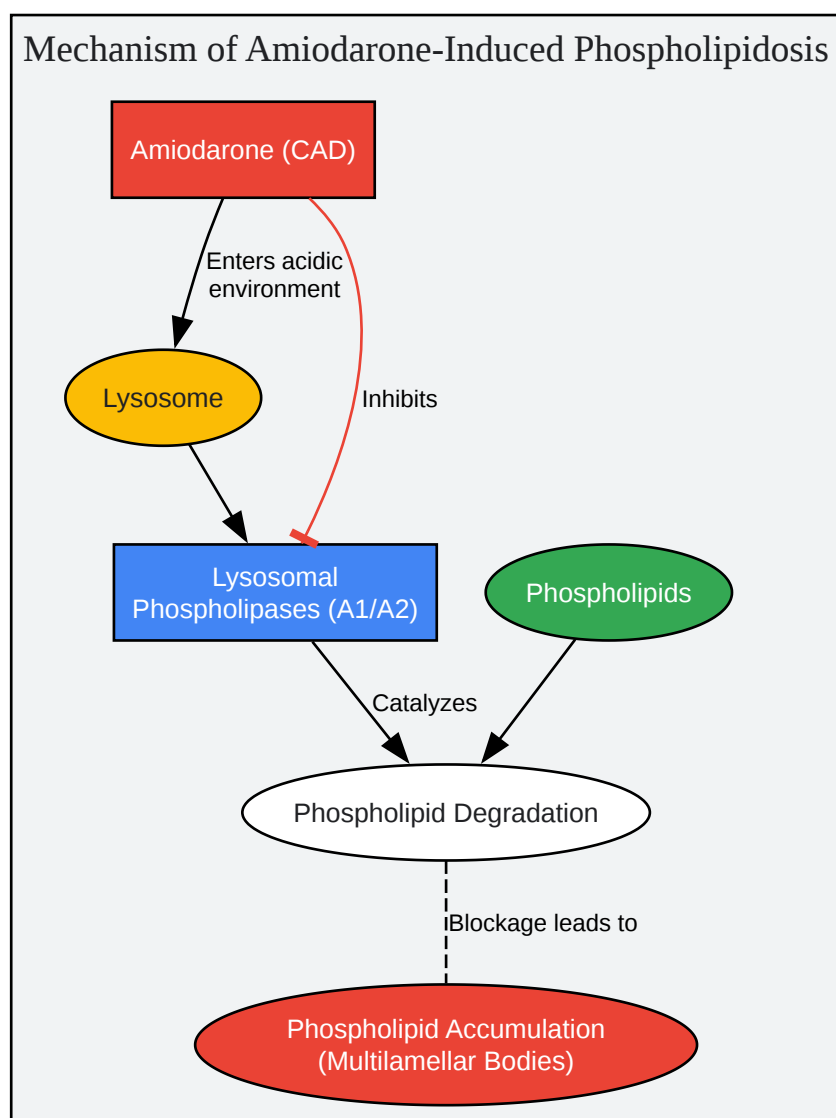 Mechanism of Amiodarone-Induced Phospholipidosis
Amiodarone (CAD)
Enters acidic
environment
Lysosome
Inhibits
Lysosomal
Phospholipases (A1/A2)
Phospholipids
Catalyzes
Phospholipid Degradation
Blockage leads to
Phospholipid Accumulation
(Multilamellar Bodies)